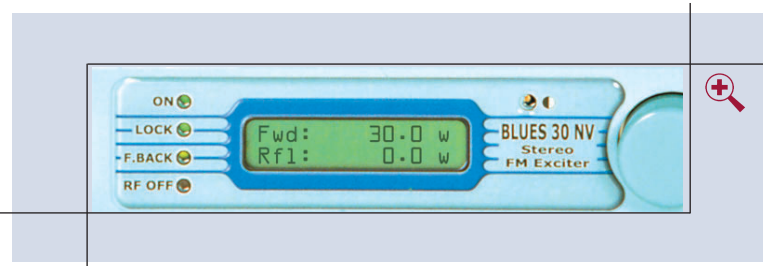 ON
LOCK
F.BACK
RF OFF
Fwd: 30.0 w
Rfl: 0.0 w
BLUES 30 NV
Stereo
FM Exciter